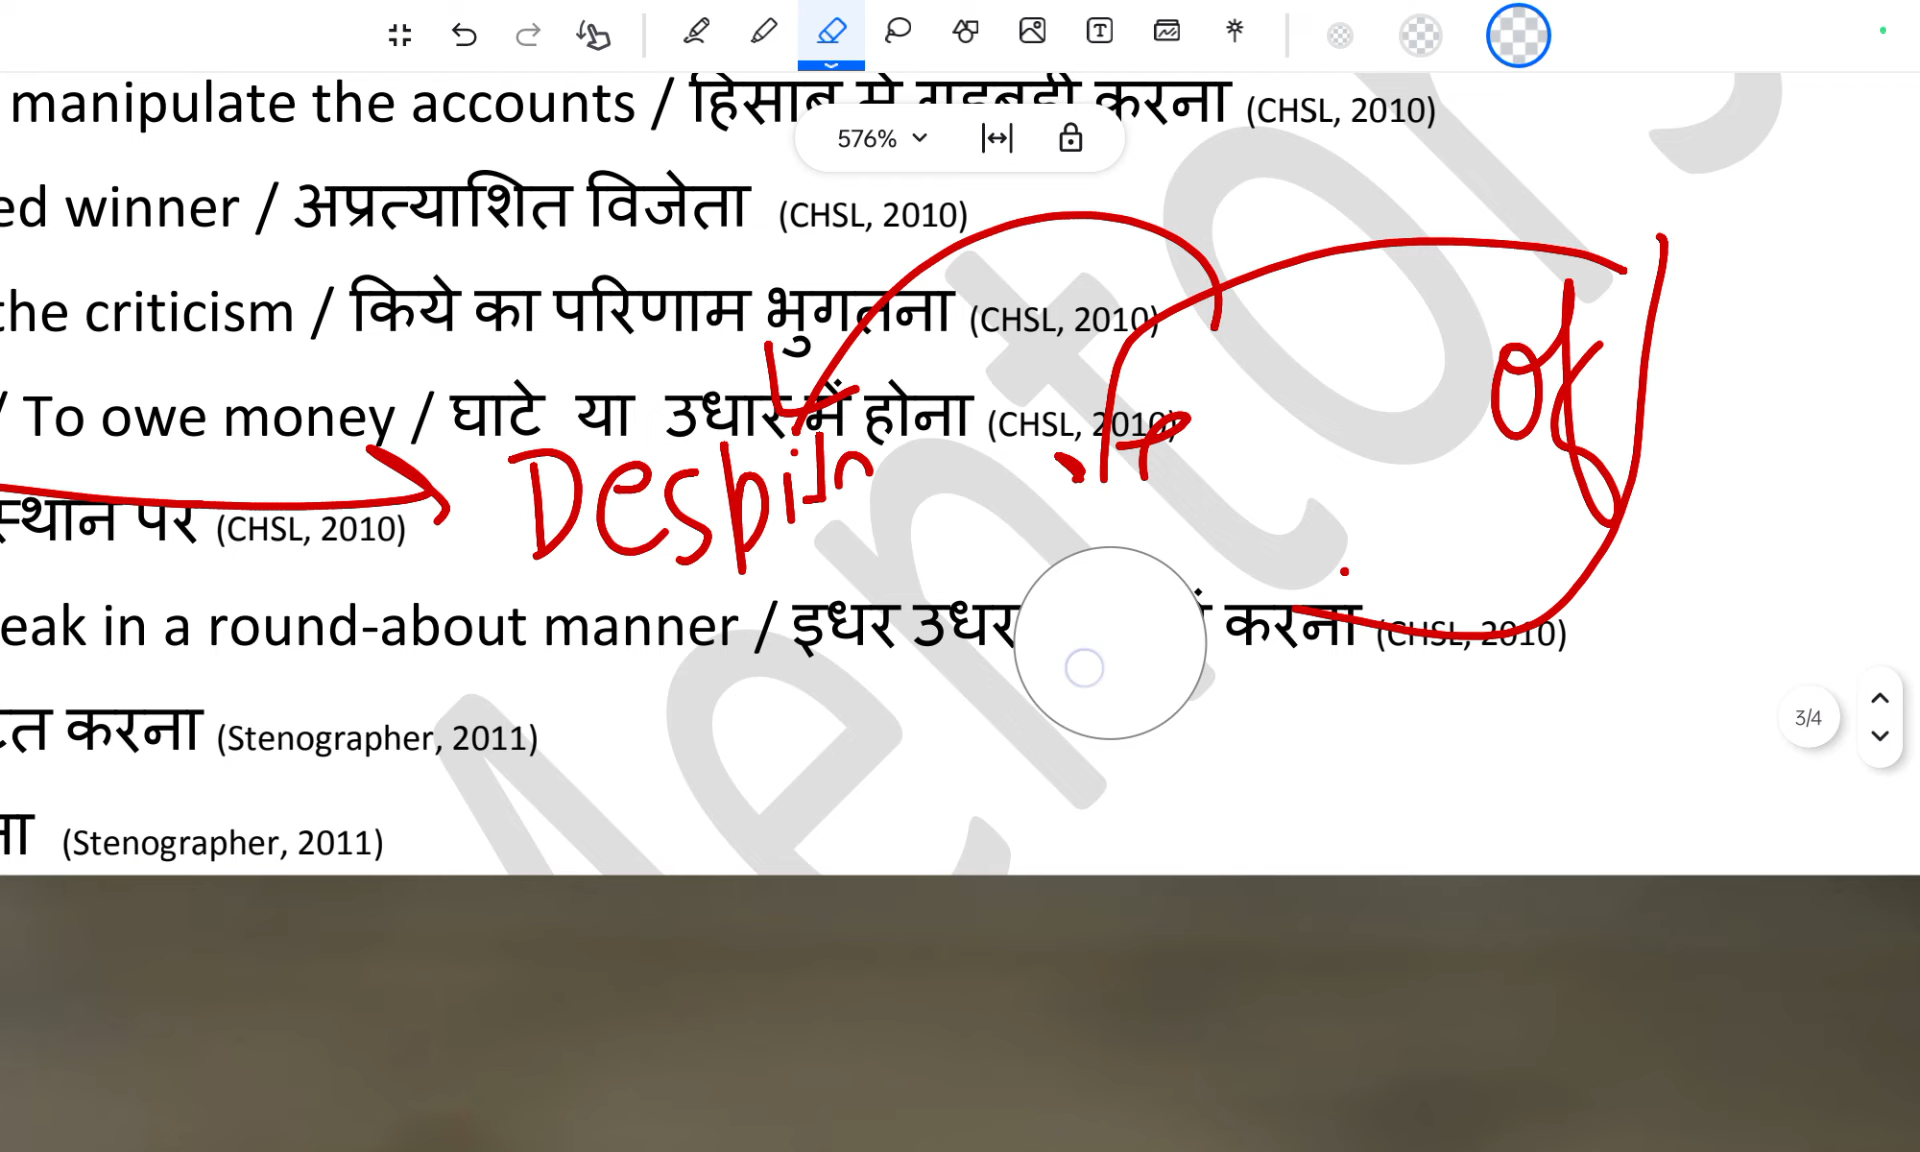 576%
manipulate the accounts / हिसाब में गड़बड़ी करना (CHSL, 2010)
ed winner / अप्रत्याशित विजेता (CHSL, 2010)
the criticism / किये का परिणाम भुगतना (CHSL, 2010)
/ To owe money / घाटे या उधार में होना (CHSL, 2010)
of
Despi
स्थान पर (CHSL, 2010)
eak in a round-about manner / इधर उधर करना (CHSL, 2010)
करना (Stenographer, 2011)
(Stenographer, 2011)
3/4
Mentors